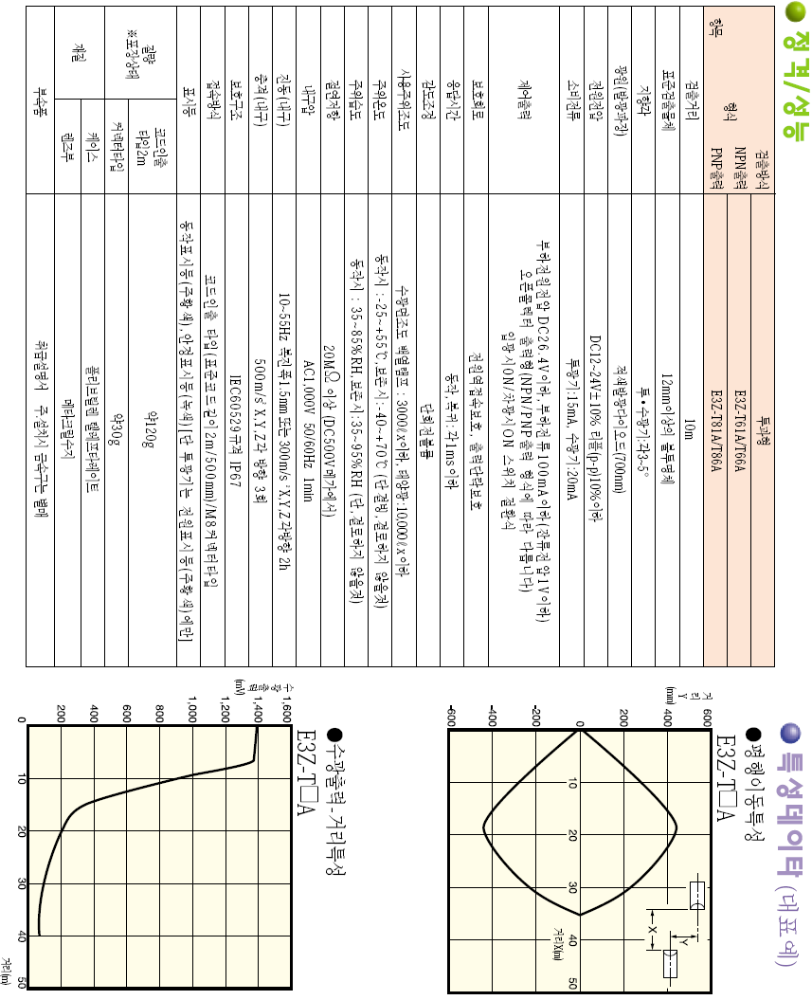 정격/성능
검출방식 투과형
형식 NPN출력 E3Z-T61A/T66A
항목 PNP출력 E3Z-T81A/T86A
검출거리 10m
표준검출물체 12mm이상의 불투명체
지향각 투•수광기:각3~5°
광원(발광파장) 적색발광다이오드(700nm)
전원전압 DC12~24V±10% 리플(p-p)10%이하
소비전류 투광기:15mA, 수광기:20mA
제어출력 부하전원전압 DC26.4V이하,부하전류100mA이하(잔류전압1V이하)
오픈콜렉터 출력형(NPN/PNP 출력 형식에 따라 다릅니다)
입광시ON/차광시ON 스위치 절환식
보호회로 전원역접속보호, 출력단락보호
응답시간 동작,복귀:각1ms이하
감도조정 단회전볼륨
사용주위조도 수광면조도 백열램프 : 3000ℓx이하, 태양광:10,000ℓx이하
주위온도 동작시 :-25~+55℃,보존시:-40~+70℃ (단 결빙,결로하지 않을것)
주위습도 동작시 : 35~85%RH,보존시:35~95%RH (단,결로하지 않을것)
절연저항 20MΩ 이상 (DC500V메가에서)
내구압 AC1,000V 50/60Hz 1min
진동(내구) 10~55Hz 복진폭1.5mm또는 300m/s² X,Y,Z각방향 2h
충격(내구) 500m/s² X,Y,Z각 방향 3회
보호구조 IEC60529규격 IP67
접속방식 코드인출 타입(표준코드길이2m/500mm)/M8커넥터타입
표시등 동작표시등(주황색),안정표시등(녹색)[단 투광기는 전원표시등(주황색)에만]
질량 코드인출
※포장상태 타입2m 약120g
커넥터타입 약30g
재질 케이스 폴리브틸렌 텔레프타레이트
렌즈부 메타크릴수지
부속품 취급설명서 주.설치시 금속구는 별매
특성데이타 (대표 예)
●평행이동특성
E3Z-T□A
거리 Y
(mm)
600
400
200
0
-200
-400
-600
10
20
30
40
50
거리X(m)
X
Y
●수광출력-거리특성
E3Z-T□A
수광출력
(mV)
1,600
1,400
1,200
1,000
800
600
400
200
0
10
20
30
40
50
거리(m)